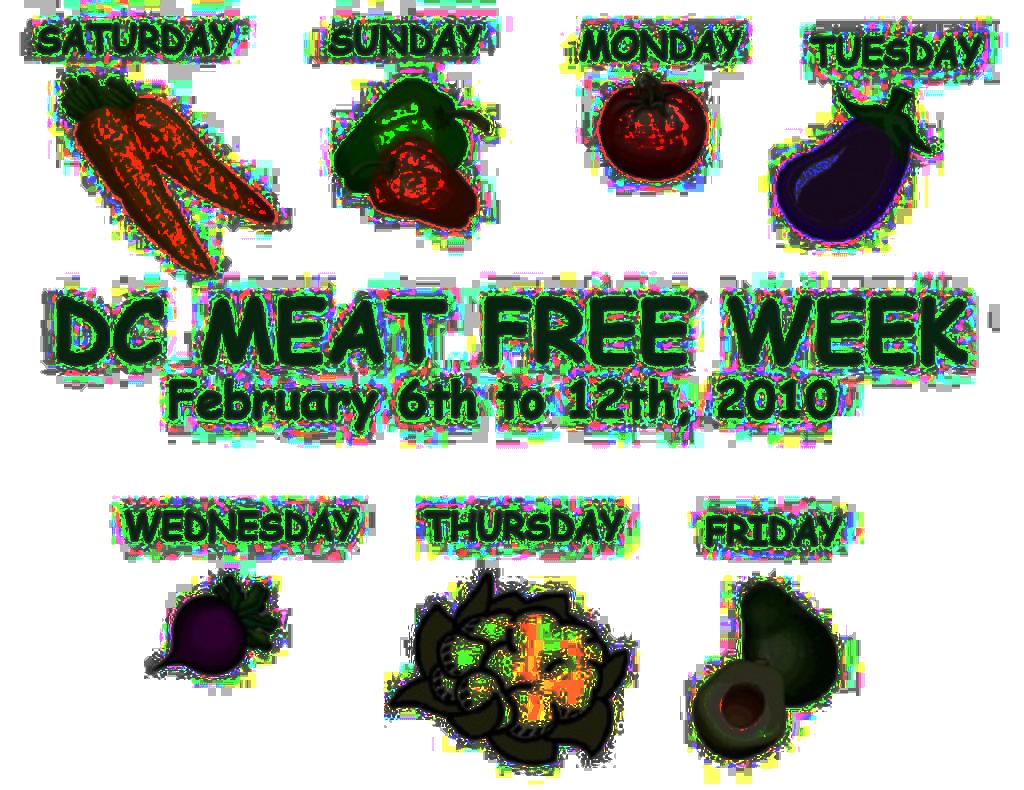 SATURDAY SUNDAY MONDAY TUESDAY
DC MEAT FREE WEEK
February 6th to 12th, 2010
WEDNESDAY THURSDAY FRIDAY